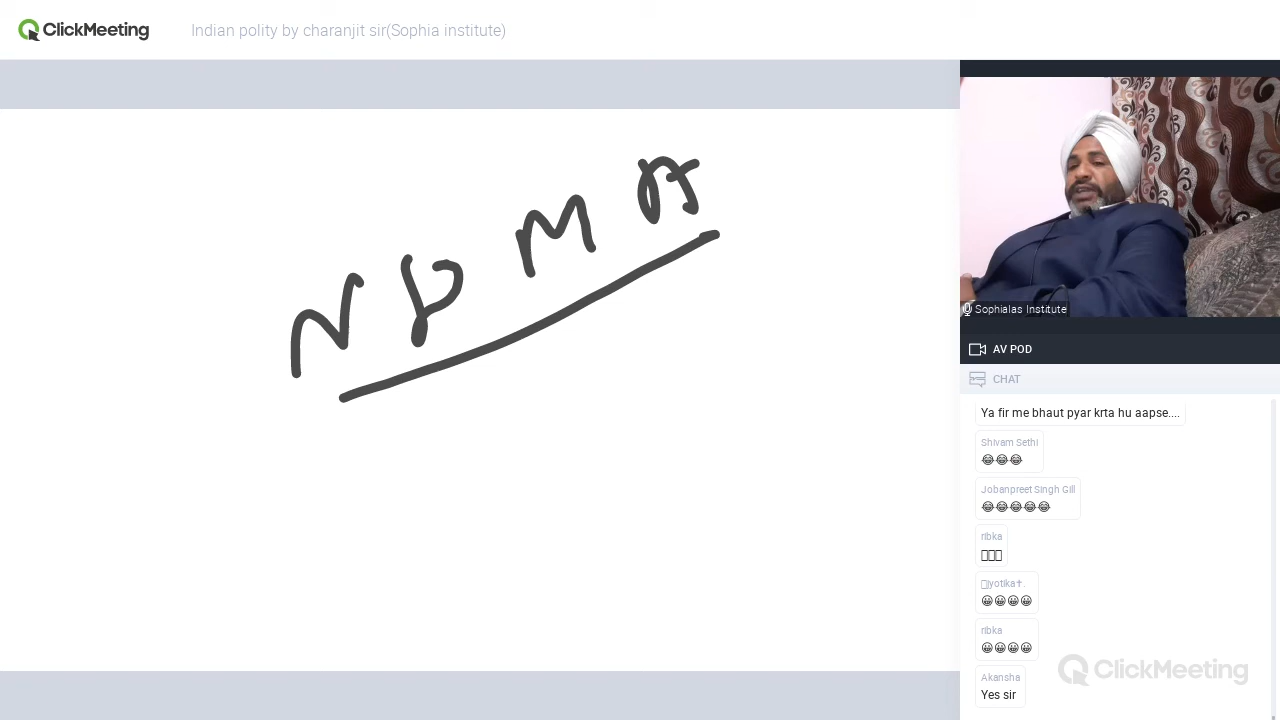 ClickMeeting
Indian polity by charanjit sir(Sophia institute)
N D M A
Sophialas Institute
AV POD
CHAT
Ya fir me bhaut pyar krta hu aapse....
Shivam Sethi
😂😂😂
Jobanpreet Singh Gill
😂😂😂😂😂
ribka
Jyotika✝.
😀😀😀😀
ribka
😀😀😀😀
Akansha
Yes sir
ClickMeeting